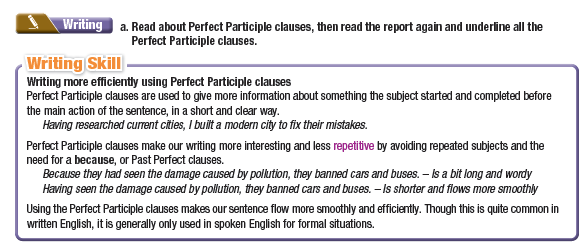 Writing
a. Read about Perfect Participle clauses, then read the report again and underline all the
Perfect Participle clauses.
Writing Skill
Writing more efficiently using Perfect Participle clauses
Perfect Participle clauses are used to give more information about something the subject started and completed before
the main action of the sentence, in a short and clear way.
Having researched current cities, I built a modern city to fix their mistakes.
Perfect Participle clauses make our writing more interesting and less repetitive by avoiding repeated subjects and the
need for a because, or Past Perfect clauses.
Because they had seen the damage caused by pollution, they banned cars and buses. – Is a bit long and wordy
Having seen the damage caused by pollution, they banned cars and buses. – Is shorter and flows more smoothly
Using the Perfect Participle clauses makes our sentence flow more smoothly and efficiently. Though this is quite common in
written English, it is generally only used in spoken English for formal situations.